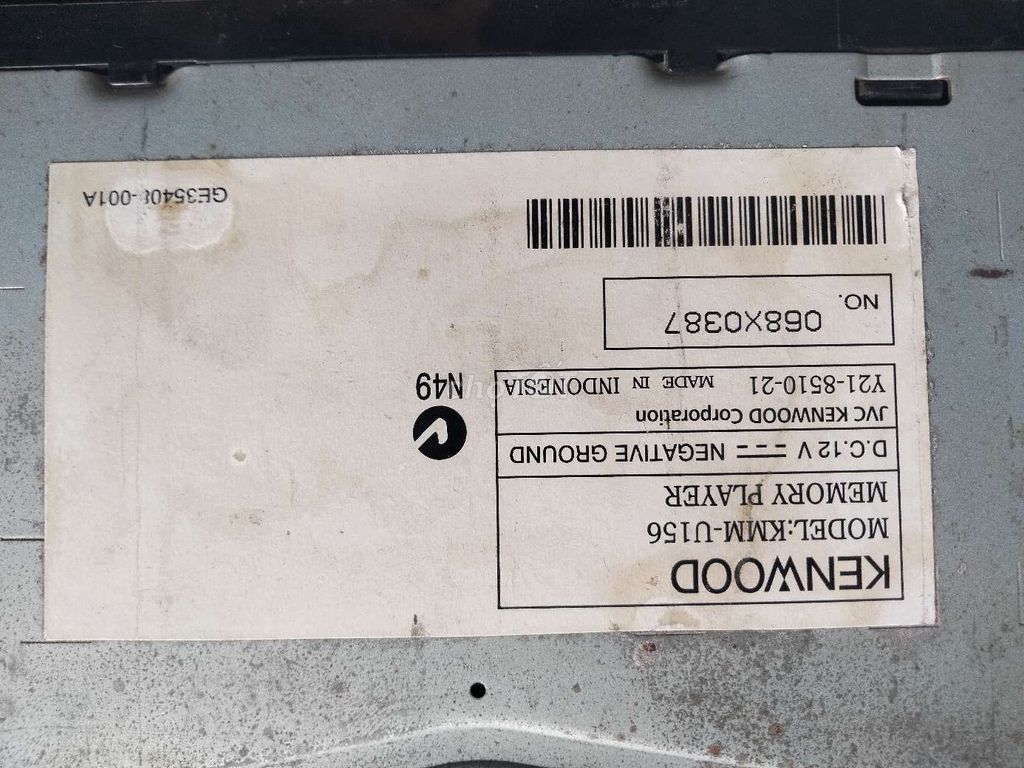 KENWOOD
MODEL:KMM-U156
MEMORY PLAYER
D.C.12 V NEGATIVE GROUND
JVC KENWOOD Corporation
Y21-8510-21 MADE IN INDONESIA
N49
NO. 068X0387
GE35408-001A